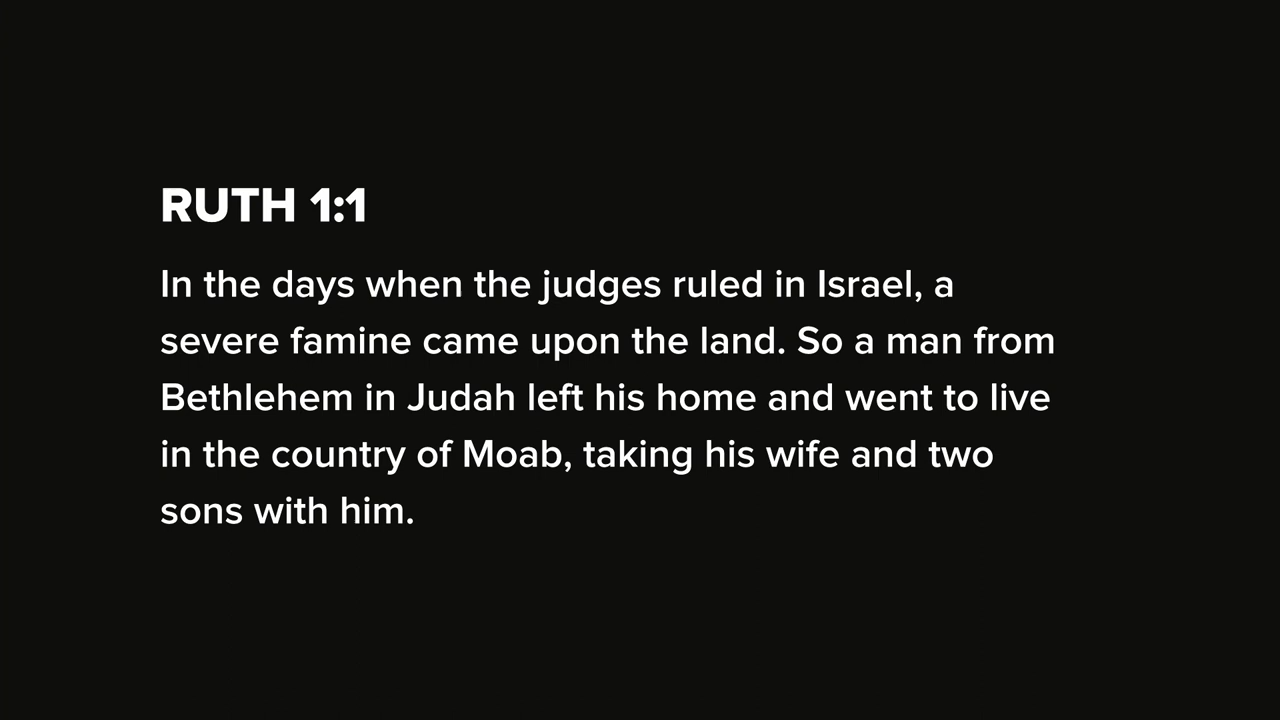 RUTH 1:1
In the days when the judges ruled in Israel, a
severe famine came upon the land. So a man from
Bethlehem in Judah left his home and went to live
in the country of Moab, taking his wife and two
sons with him.